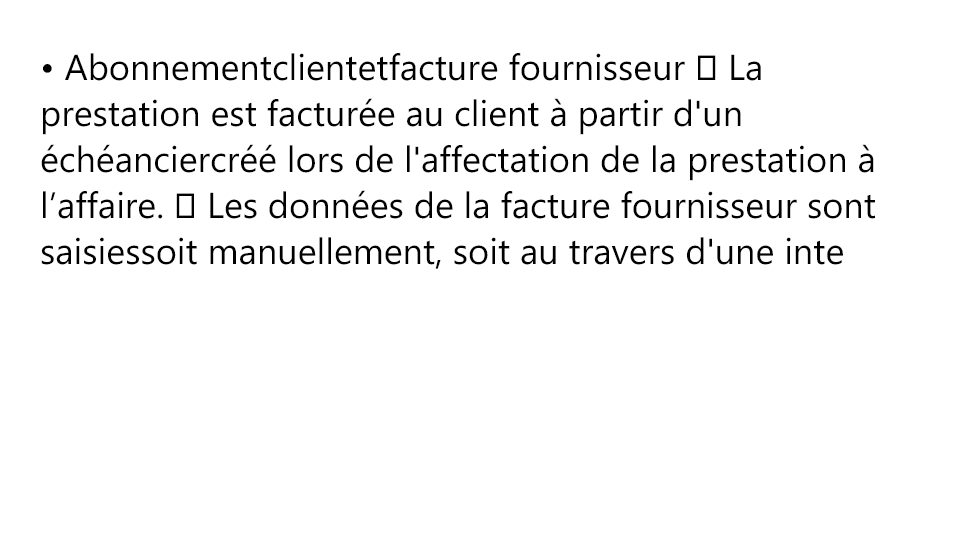 • Abonnementclientetfacture fournisseur  La
prestation est facturée au client à partir d'un
échéanciercréé lors de l'affectation de la prestation à
l’affaire.  Les données de la facture fournisseur sont
saisiessoit manuellement, soit au travers d'une inte